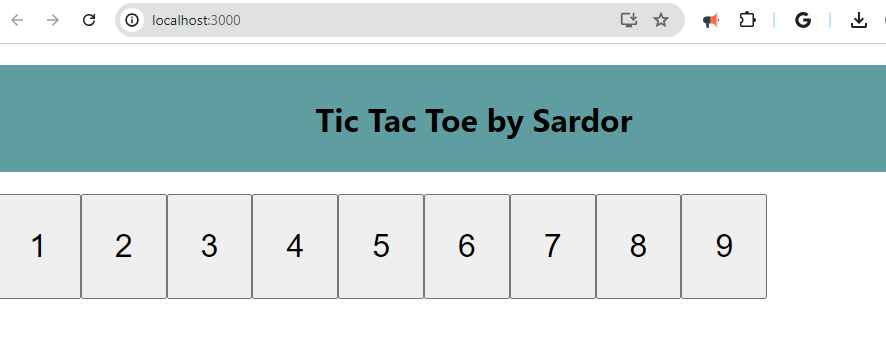 localhost:3000
Tic Tac Toe by Sardor
1 2 3 4 5 6 7 8 9